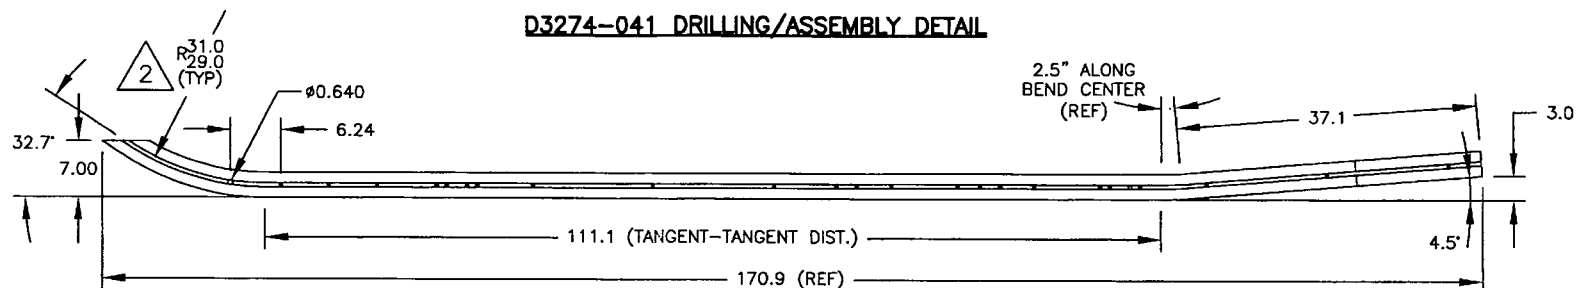 D3274-041 DRILLING/ASSEMBLY DETAIL
2
R31.0
29.0
(TYP)
Ø0.640
6.24
32.7°
7.00
2.5" ALONG
BEND CENTER
(REF)
37.1
3.0
111.1 (TANGENT-TANGENT DIST.)
4.5°
170.9 (REF)